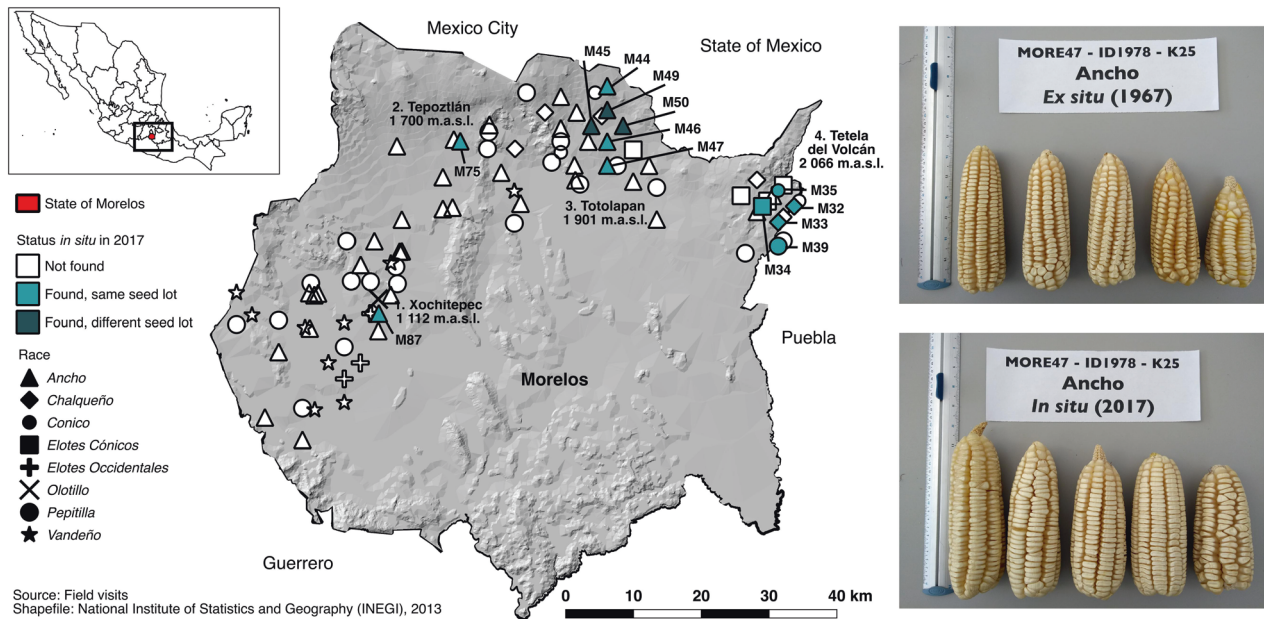 Mexico City
State of Mexico
M45
M44
M49
M50
M46
M47
2. Tepoztlán
1 700 m.a.s.l.
M75
3. Totolapan
1 901 m.a.s.l.
4. Tetela
del Volcán
2 066 m.a.s.l.
M35
M32
M33
M39
M34
1. Xochitepec
1 112 m.a.s.l.
M87
Puebla
Morelos
Guerrero
State of Morelos
Status in situ in 2017
Not found
Found, same seed lot
Found, different seed lot
Race
Ancho
Chalqueño
Conico
Elotes Cónicos
Elotes Occidentales
Olotillo
Pepitilla
Vandeño
Source: Field visits
Shapefile: National Institute of Statistics and Geography (INEGI), 2013
0 10 20 30 40 km
MORE47 - ID1978 - K25
Ancho
Ex situ (1967)
MORE47 - ID1978 - K25
Ancho
In situ (2017)